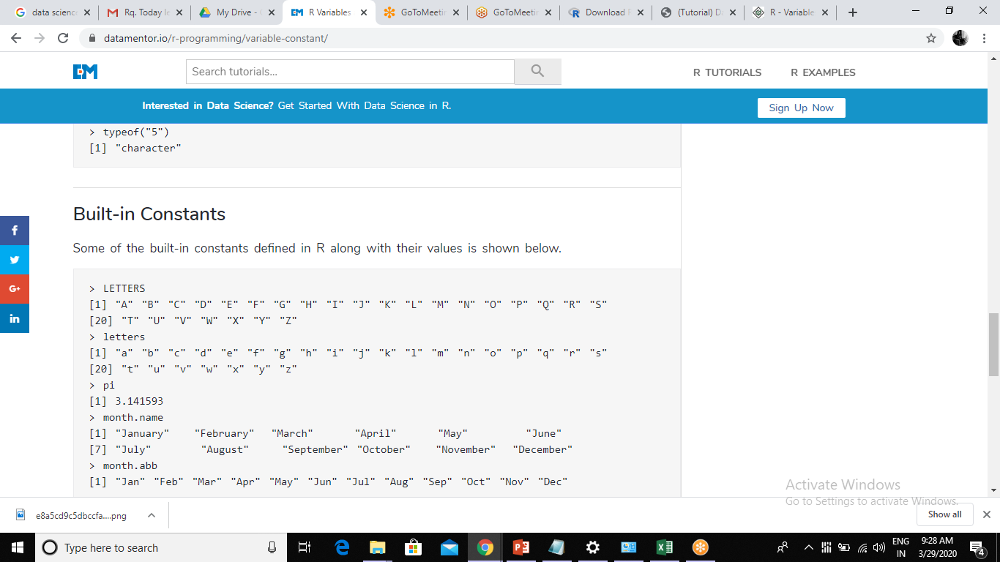 data science
Rq. Today le
My Drive - G
R Variables
GoToMeetin
GoToMeetin
Download R
(Tutorial) Da
R - Variable
datamentor.io/r-programming/variable-constant/
DM
Search tutorials...
R TUTORIALS
R EXAMPLES
Interested in Data Science? Get Started With Data Science in R.
Sign Up Now
> typeof("5")
[1] "character"
Built-in Constants
Some of the built-in constants defined in R along with their values is shown below.
> LETTERS
[1] "A" "B" "C" "D" "E" "F" "G" "H" "I" "J" "K" "L" "M" "N" "O" "P" "Q" "R" "S"
[20] "T" "U" "V" "W" "X" "Y" "Z"
> letters
[1] "a" "b" "c" "d" "e" "f" "g" "h" "i" "j" "k" "l" "m" "n" "o" "p" "q" "r" "s"
[20] "t" "u" "v" "w" "x" "y" "z"
> pi
[1] 3.141593
> month.name
[1] "January" "February" "March" "April" "May" "June"
[7] "July" "August" "September" "October" "November" "December"
> month.abb
[1] "Jan" "Feb" "Mar" "Apr" "May" "Jun" "Jul" "Aug" "Sep" "Oct" "Nov" "Dec"
f
G+
in
Activate Windows
Go to Settings to activate Windows.
e8a5cd9c5dbccfa....png
Show all
Type here to search
ENG
IN
9:28 AM
3/29/2020
4